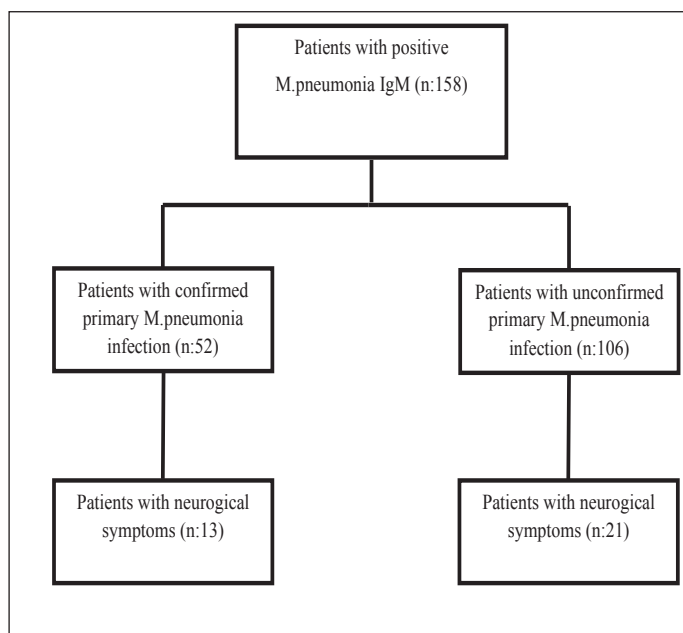 Patients with positive
M.pneumonia IgM (n:158)
Patients with confirmed
primary M.pneumonia
infection (n:52)
Patients with unconfirmed
primary M.pneumonia
infection (n:106)
Patients with neurogical
symptoms (n:13)
Patients with neurogical
symptoms (n:21)